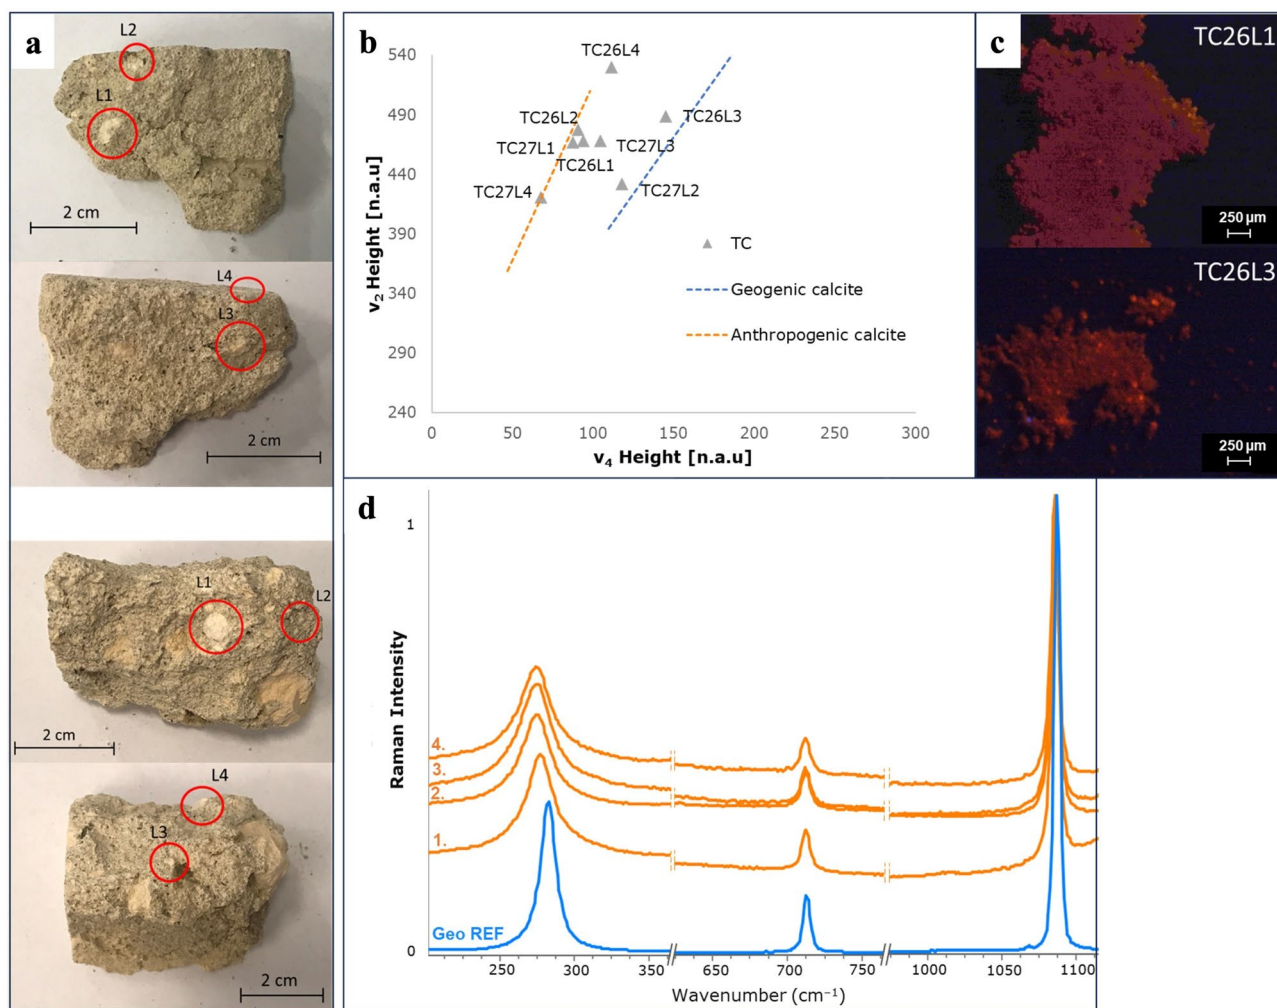 a
L2
L1
2 cm
L4
L3
2 cm
L1
L2
2 cm
L4
L3
2 cm
b
540
490
440
390
340
290
240
0
50
100
150
200
250
300
v₂ Height [n.a.u]
v₄ Height [n.a.u]
TC26L4
TC26L2
TC26L3
TC27L1
TC27L3
TC26L1
TC27L4
TC27L2
TC
Geogenic calcite
Anthropogenic calcite
c
TC26L1
250 µm
TC26L3
250 µm
d
1
0
Raman Intensity
4.
3.
2.
1.
Geo REF
250
300
350
650
700
750
1000
1050
1100
Wavenumber (cm⁻¹)